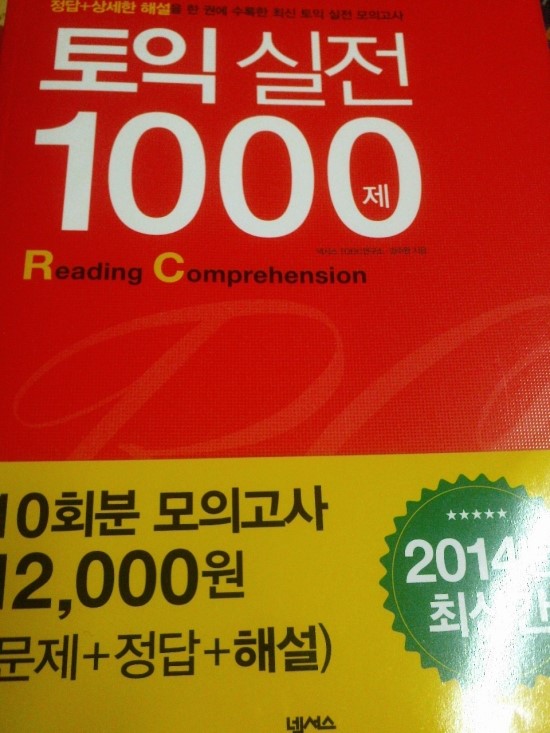 정답+상세한 해설을 한 권에 수록한 최신 토익 실전 모의고사
토익 실전
1000제
Reading Comprehension
10회분 모의고사
12,000원
문제+정답+해설)
★★★★★
2014
최신
넥서스